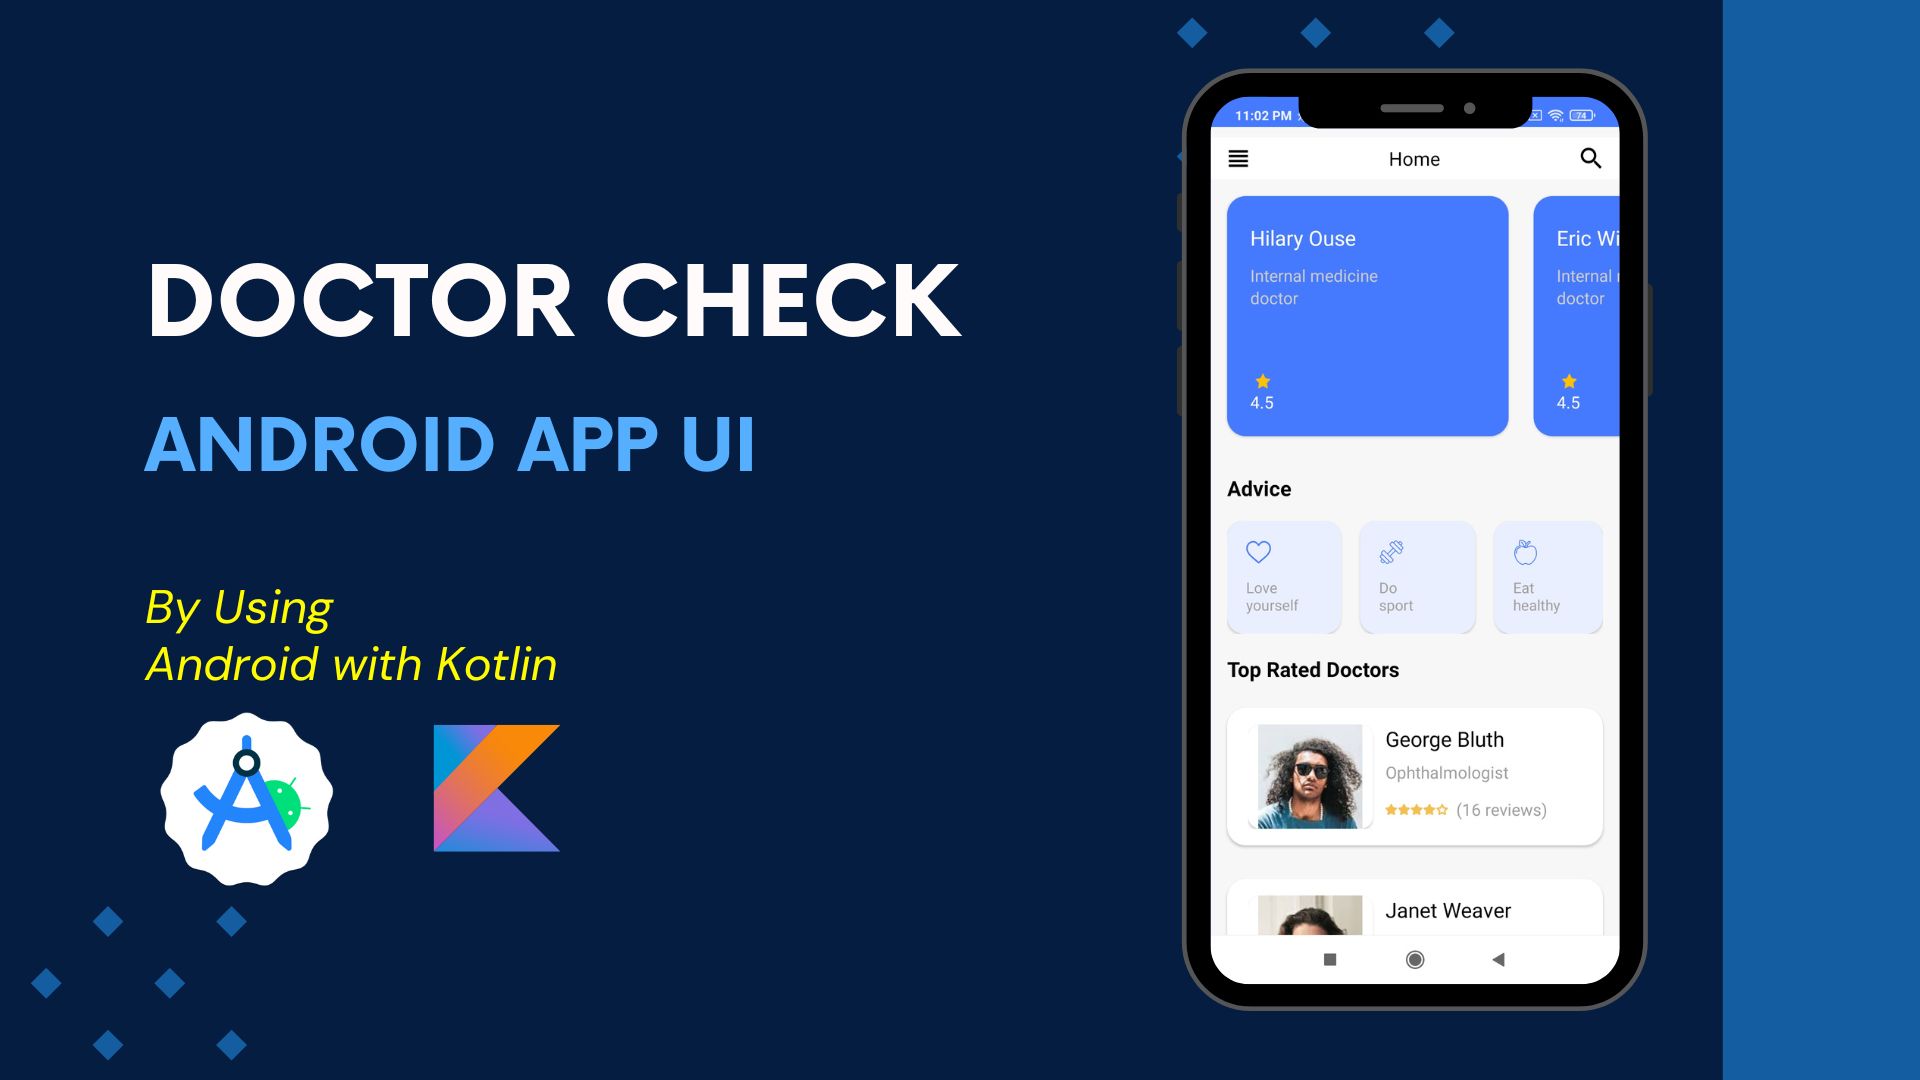 DOCTOR CHECK
ANDROID APP UI
By Using
Android with Kotlin
11:02 PM
74
Home
Hilary Ouse
Internal medicine
doctor
4.5
Eric Wi
Internal
doctor
4.5
Advice
Love
yourself
Do
sport
Eat
healthy
Top Rated Doctors
George Bluth
Ophthalmologist
(16 reviews)
Janet Weaver